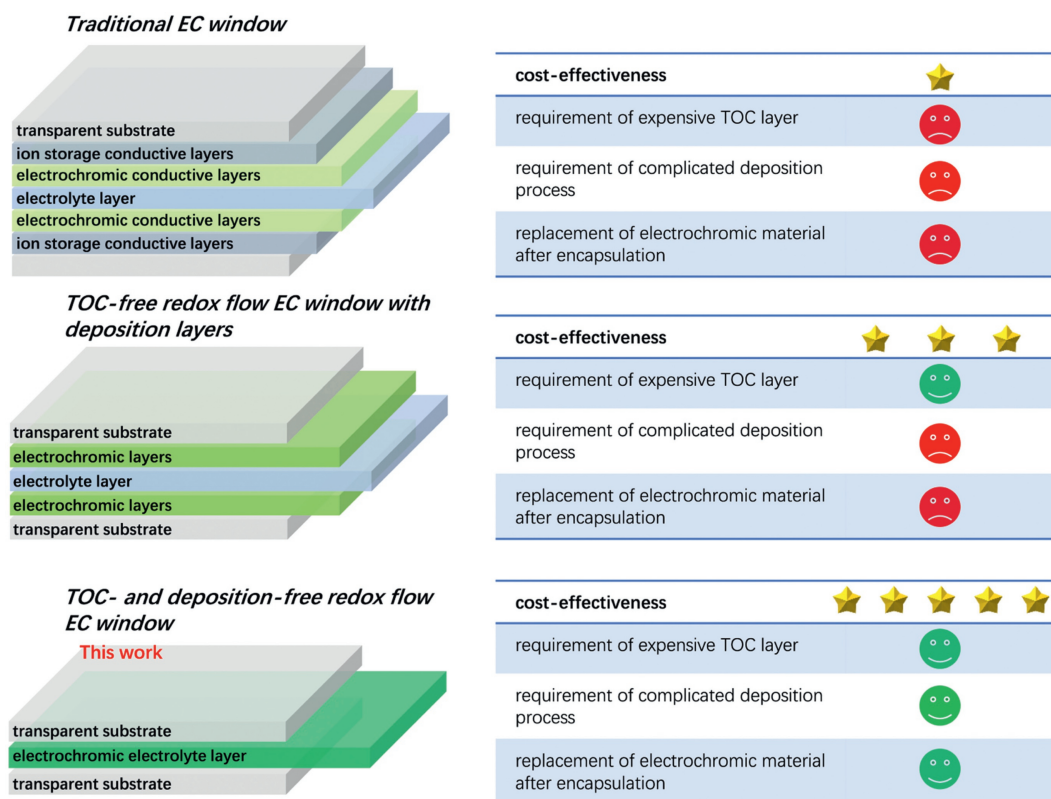 Traditional EC window
transparent substrate
ion storage conductive layers
electrochromic conductive layers
electrolyte layer
electrochromic conductive layers
ion storage conductive layers
cost-effectiveness
requirement of expensive TOC layer
requirement of complicated deposition
process
replacement of electrochromic material
after encapsulation
TOC-free redox flow EC window with
deposition layers
transparent substrate
electrochromic layers
electrolyte layer
electrochromic layers
transparent substrate
cost-effectiveness
requirement of expensive TOC layer
requirement of complicated deposition
process
replacement of electrochromic material
after encapsulation
TOC- and deposition-free redox flow
EC window
This work
transparent substrate
electrochromic electrolyte layer
transparent substrate
cost-effectiveness
requirement of expensive TOC layer
requirement of complicated deposition
process
replacement of electrochromic material
after encapsulation